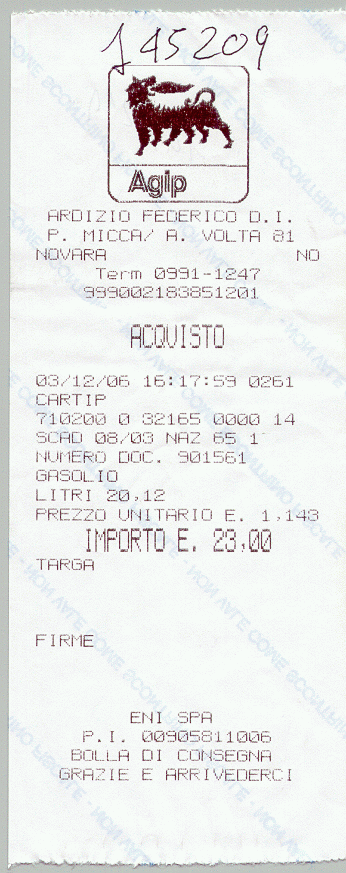 145209
Agip
ARDIZIO FEDERICO D.I.
P. MICCA/ A. VOLTA 81
NOVARA NO
Term 0991-1247
999002183851201
ACQUISTO
03/12/06 16:17:59 0261
CARTIP
710200 0 32165 0000 14
SCAD 08/03 NAZ 65 1
NUMERO DOC. 901561
GASOLIO
LITRI 20,12
PREZZO UNITARIO E. 1,143
IMPORTO E. 23,00
TARGA
FIRME
ENI SPA
P.I. 00905811006
BOLLA DI CONSEGNA
GRAZIE E ARRIVEDERCI